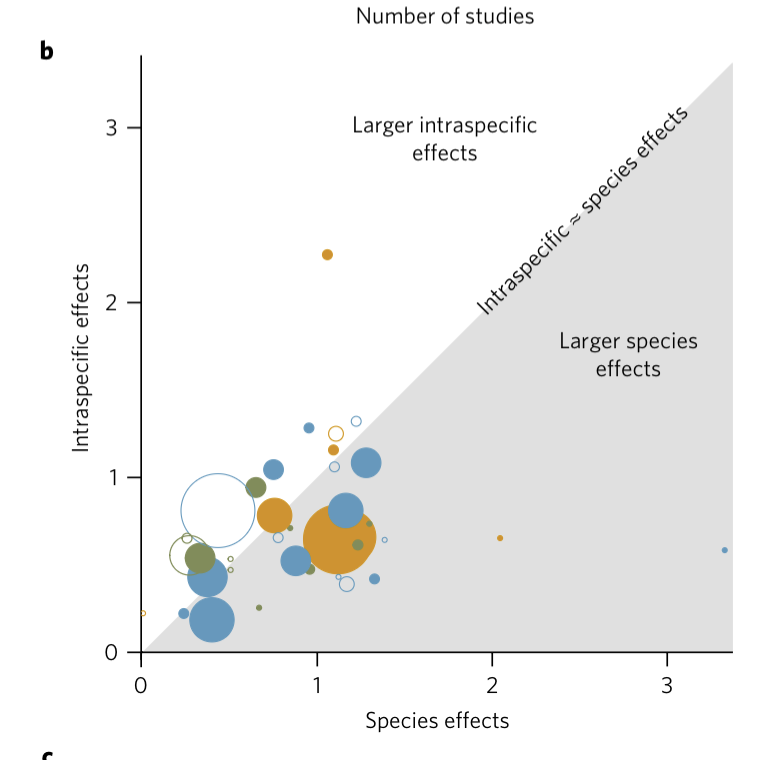 Number of studies
b
3
Larger intraspecific
effects
Intraspecific ≈ species effects
2
Larger species
effects
Intraspecific effects
1
0
0
1
2
3
Species effects
c